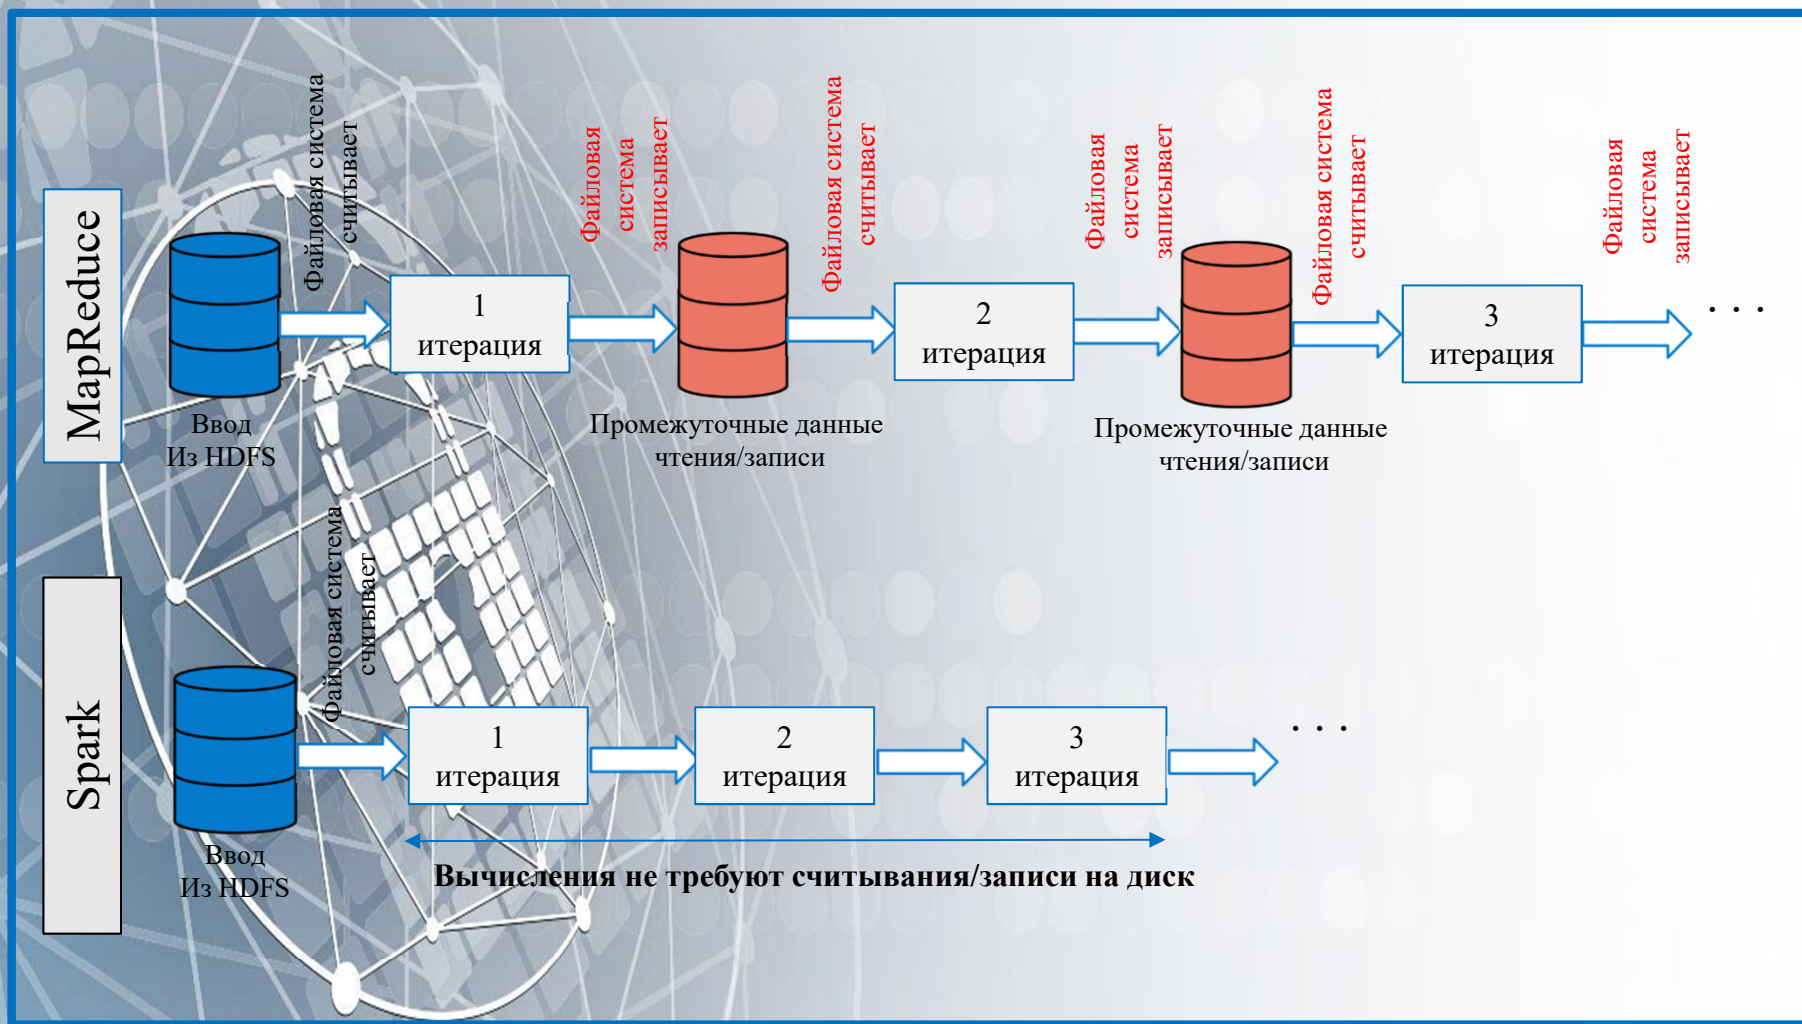 MapReduce
Файловая система
считывает
Файловая
система
записывает
Файловая система
считывает
Файловая
система
записывает
Файловая система
считывает
Файловая
система
записывает
1
итерация
2
итерация
3
итерация
. . .
Ввод
Из HDFS
Промежуточные данные
чтения/записи
Промежуточные данные
чтения/записи
Spark
Файловая система
считывает
1
итерация
2
итерация
3
итерация
. . .
Ввод
Из HDFS
Вычисления не требуют считывания/записи на диск